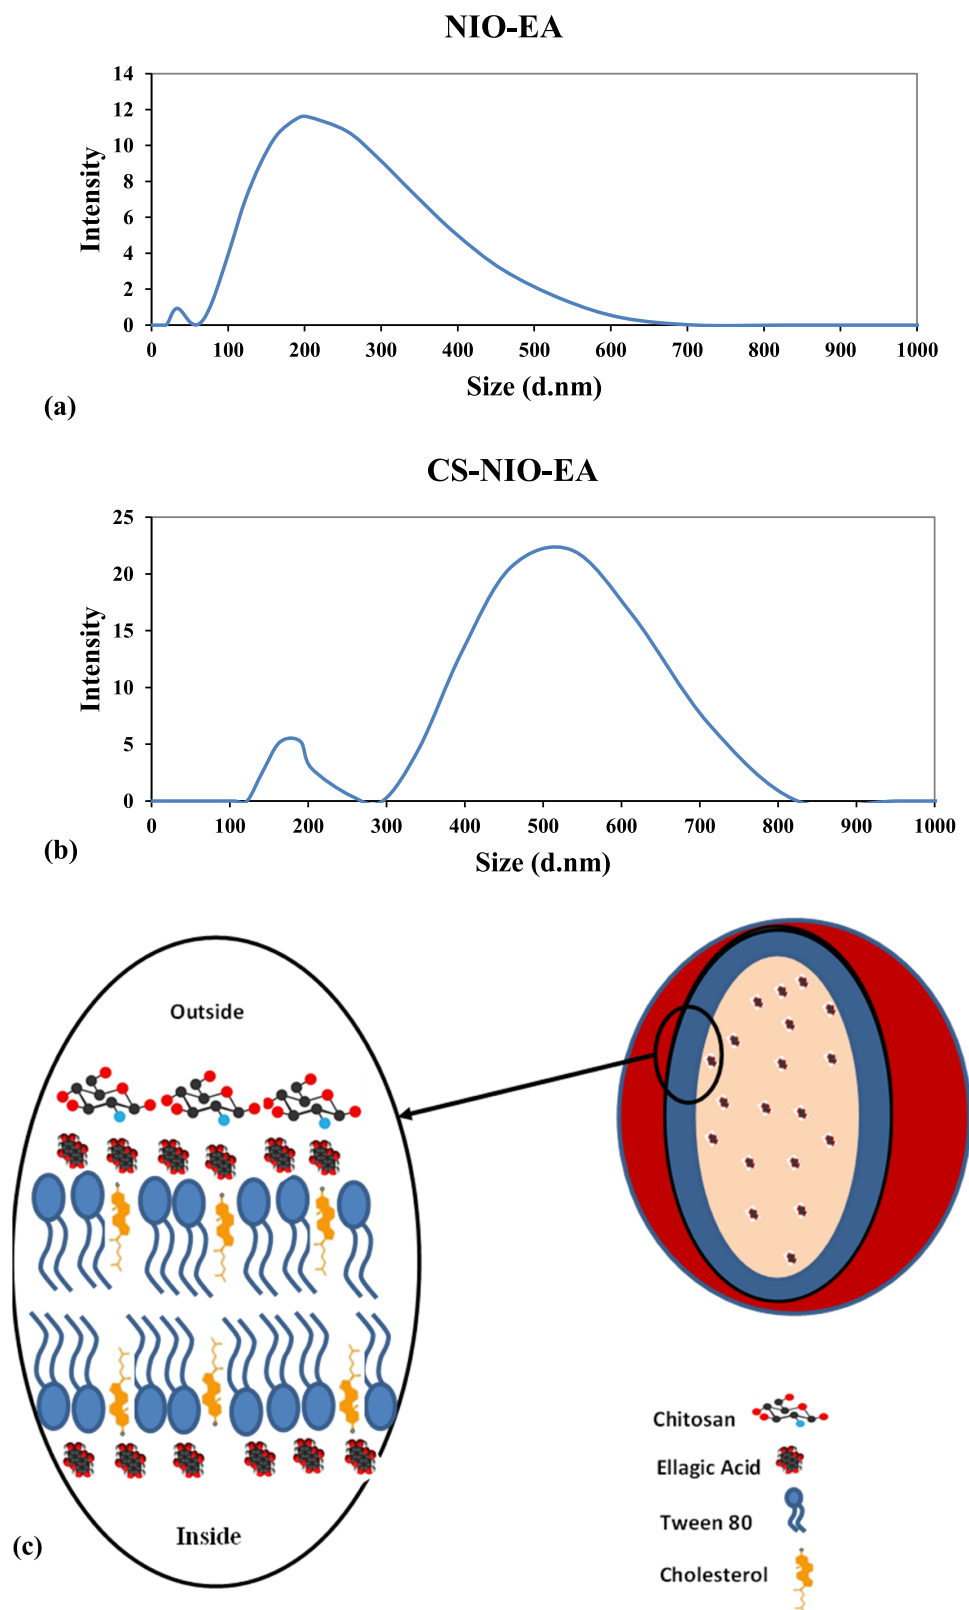 NIO-EA
14
12
10
8
6
4
2
0
Intensity
0 100 200 300 400 500 600 700 800 900 1000
Size (d.nm)
(a)
CS-NIO-EA
25
20
15
10
5
0
Intensity
0 100 200 300 400 500 600 700 800 900 1000
Size (d.nm)
(b)
Outside
Inside
(c)
Chitosan
Ellagic Acid
Tween 80
Cholesterol